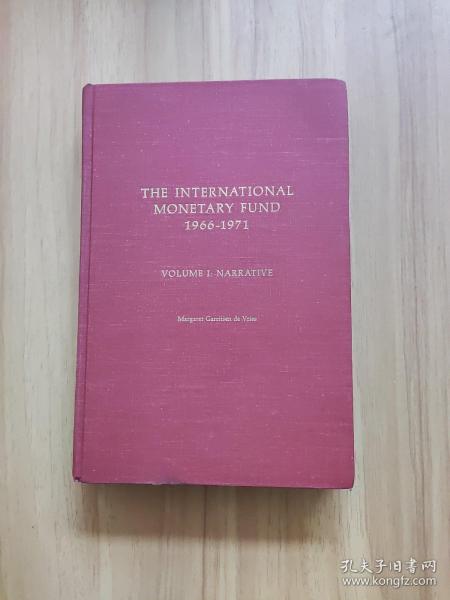 THE INTERNATIONAL
MONETARY FUND
1966-1971
VOLUME I: NARRATIVE
Margaret Garritsen de Vries
孔夫子旧书网
www.kongfz.com